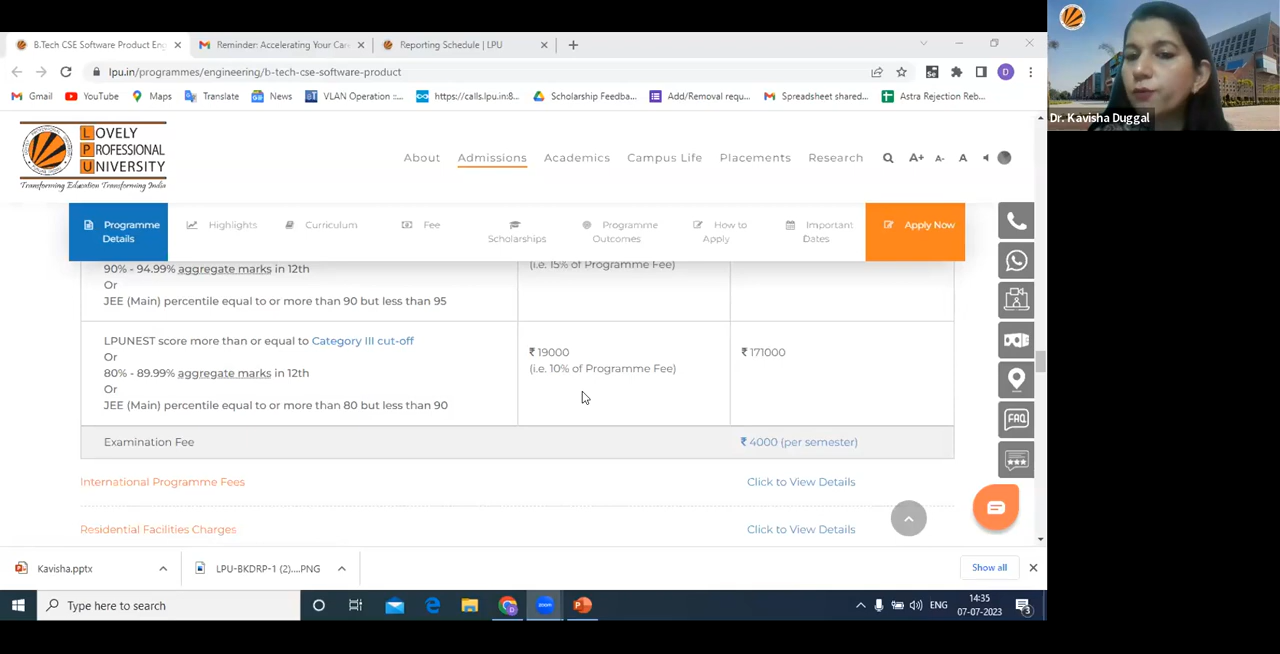 B.Tech CSE Software Product Eng
Reminder: Accelerating Your Car
Reporting Schedule | LPU
lpu.in/programmes/engineering/b-tech-cse-software-product
Gmail
YouTube
Maps
Translate
News
VLAN Operation ::...
https://calls.lpu.in:8...
Scholarship Feedba...
Add/Removal requ...
Spreadsheet shared...
Astra Rejection Reb...
Dr. Kavisha Duggal
LOVELY
PROFESSIONAL
UNIVERSITY
Transforming Education Transforming India
About
Admissions
Academics
Campus Life
Placements
Research
A+
A-
A
Programme
Details
Highlights
Curriculum
Fee
Scholarships
Programme
Outcomes
How to
Apply
Important
Dates
Apply Now
90% - 94.99% aggregate marks in 12th
Or
JEE (Main) percentile equal to or more than 90 but less than 95
(i.e. 15% of Programme Fee)
LPUNEST score more than or equal to Category III cut-off
Or
80% - 89.99% aggregate marks in 12th
Or
JEE (Main) percentile equal to or more than 80 but less than 90
₹ 19000
(i.e. 10% of Programme Fee)
₹ 171000
Examination Fee
₹ 4000 (per semester)
International Programme Fees
Click to View Details
Residential Facilities Charges
Click to View Details
FAQ
Kavisha.pptx
LPU-BKDRP-1 (2)....PNG
Show all
Type here to search
zoom
ENG
14:35
07-07-2023
3